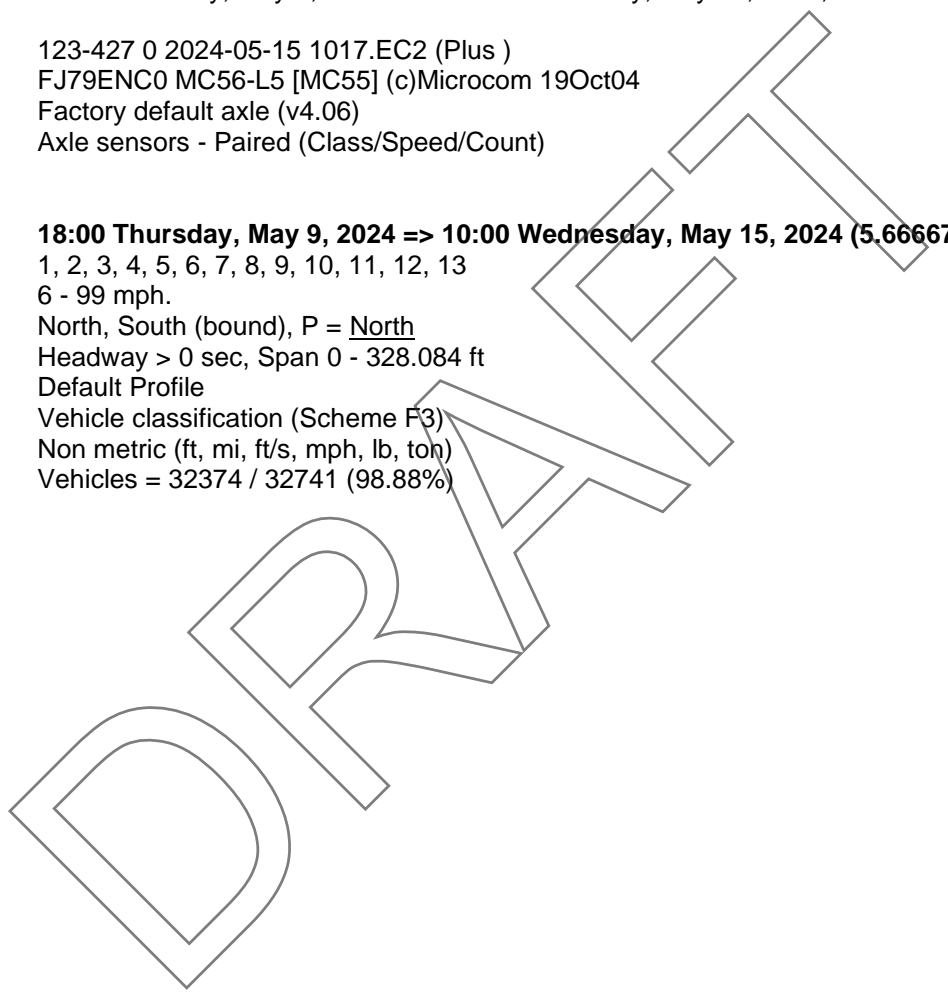 123-427 0 2024-05-15 1017.EC2 (Plus )
FJ79ENC0 MC56-L5 [MC55] (c)Microcom 19Oct04
Factory default axle (v4.06)
Axle sensors - Paired (Class/Speed/Count)
18:00 Thursday, May 9, 2024 => 10:00 Wednesday, May 15, 2024 (5.66667
1, 2, 3, 4, 5, 6, 7, 8, 9, 10, 11, 12, 13
6 - 99 mph.
North, South (bound), P = North
Headway > 0 sec, Span 0 - 328.084 ft
Default Profile
Vehicle classification (Scheme F3)
Non metric (ft, mi, ft/s, mph, lb, ton)
Vehicles = 32374 / 32741 (98.88%)
DRAFT